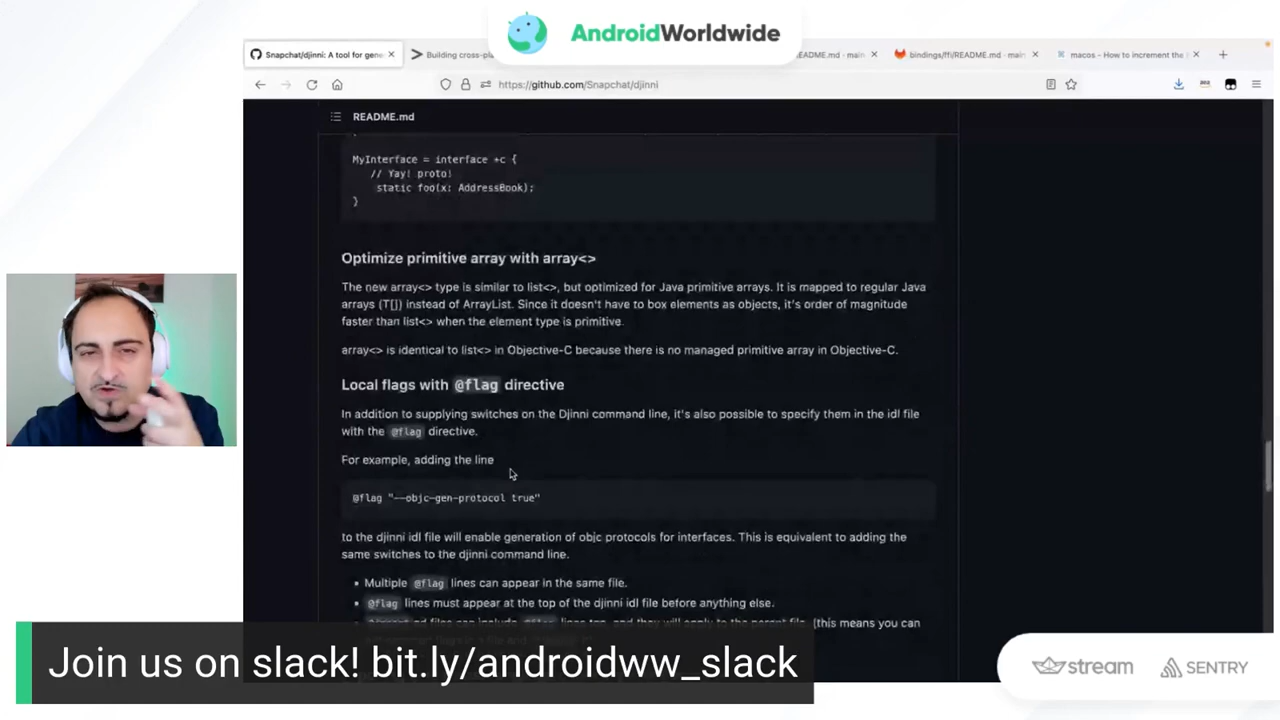 AndroidWorldwide
Snapchat/djinni: A tool for gene
Building cross-pla
README.md · main
bindings/ffi/README.md · main
macos - How to increment the
https://github.com/Snapchat/djinni
README.md
MyInterface = interface +c {
// Yay! proto!
static foo(x: AddressBook);
}
Optimize primitive array with array<>
The new array<> type is similar to list<>, but optimized for Java primitive arrays. It is mapped to regular Java
arrays (T[]) instead of ArrayList. Since it doesn't have to box elements as objects, it's order of magnitude
faster than list<> when the element type is primitive.
array<> is identical to list<> in Objective-C because there is no managed primitive array in Objective-C.
Local flags with @flag directive
In addition to supplying switches on the Djinni command line, it's also possible to specify them in the idl file
with the @flag directive.
For example, adding the line
@flag "--objc-gen-protocol true"
to the djinni idl file will enable generation of objc protocols for interfaces. This is equivalent to adding the
same switches to the djinni command line.
• Multiple @flag lines can appear in the same file.
• @flag lines must appear at the top of the djinni idl file before anything else.
parent file. (this means you can
Join us on slack! bit.ly/androidww_slack
stream
SENTRY